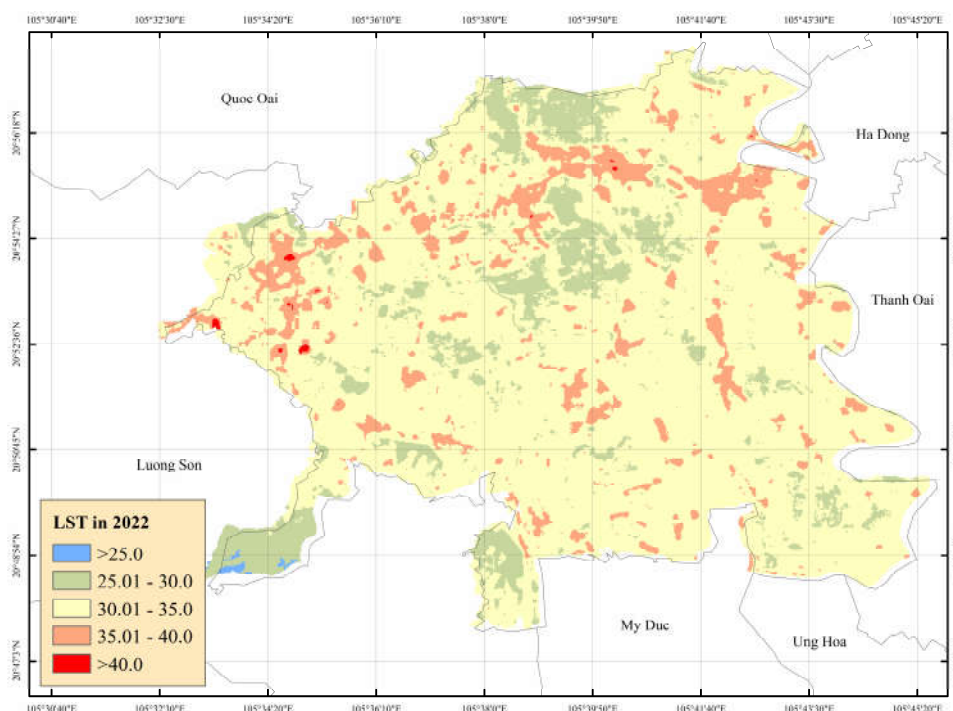 105°30'40"E 105°32'30"E 105°34'20"E 105°36'10"E 105°38'0"E 105°39'50"E 105°41'40"E 105°43'30"E 105°45'20"E
Quoc Oai
20°56'18"N
Ha Dong
20°54'27"N
Thanh Oai
20°52'36"N
20°50'45"N
Luong Son
LST in 2022
>25.0
25.01 - 30.0
30.01 - 35.0
35.01 - 40.0
>40.0
20°48'54"N
My Duc
Ung Hoa
20°47'3"N
105°30'40"E 105°32'30"E 105°34'20"E 105°36'10"E 105°38'0"E 105°39'50"E 105°41'40"E 105°43'30"E 105°45'20"E